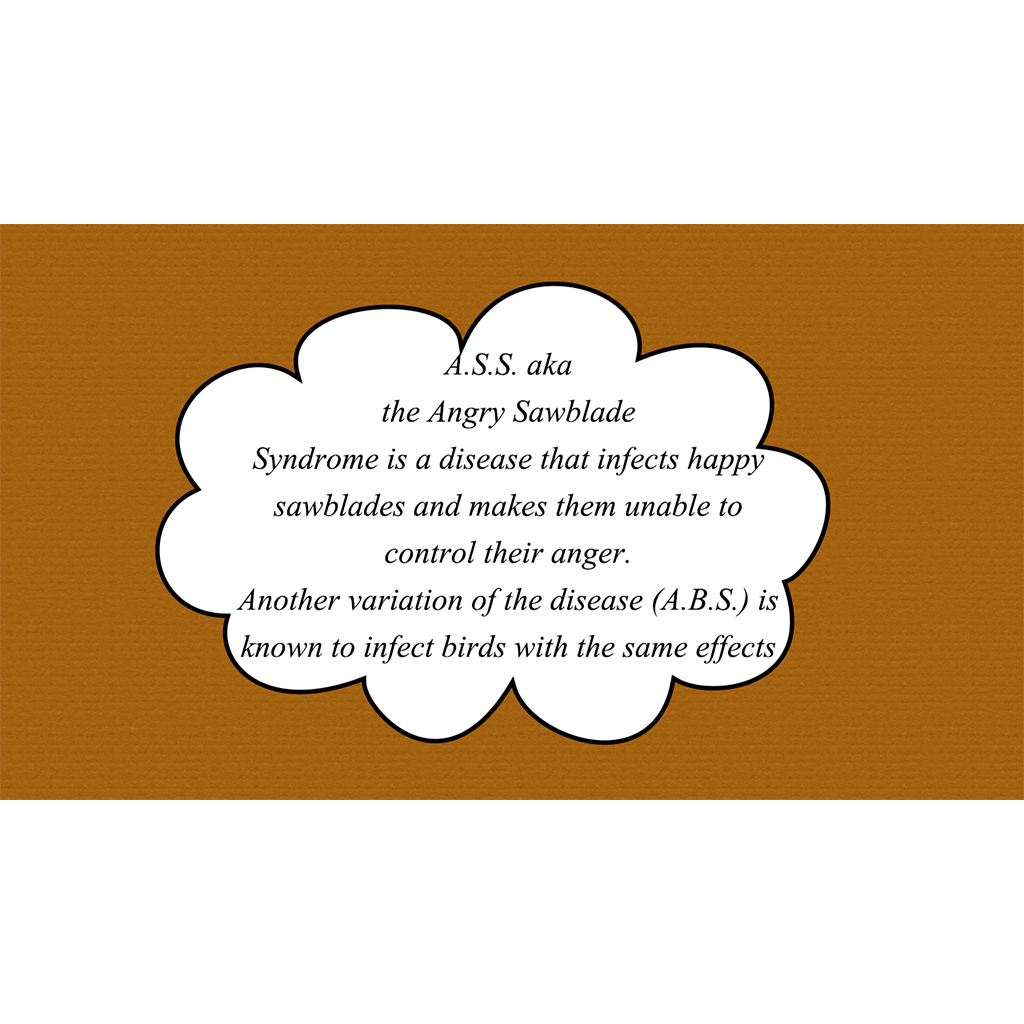 A.S.S. aka
the Angry Sawblade
Syndrome is a disease that infects happy
sawblades and makes them unable to
control their anger.
Another variation of the disease (A.B.S.) is
known to infect birds with the same effects